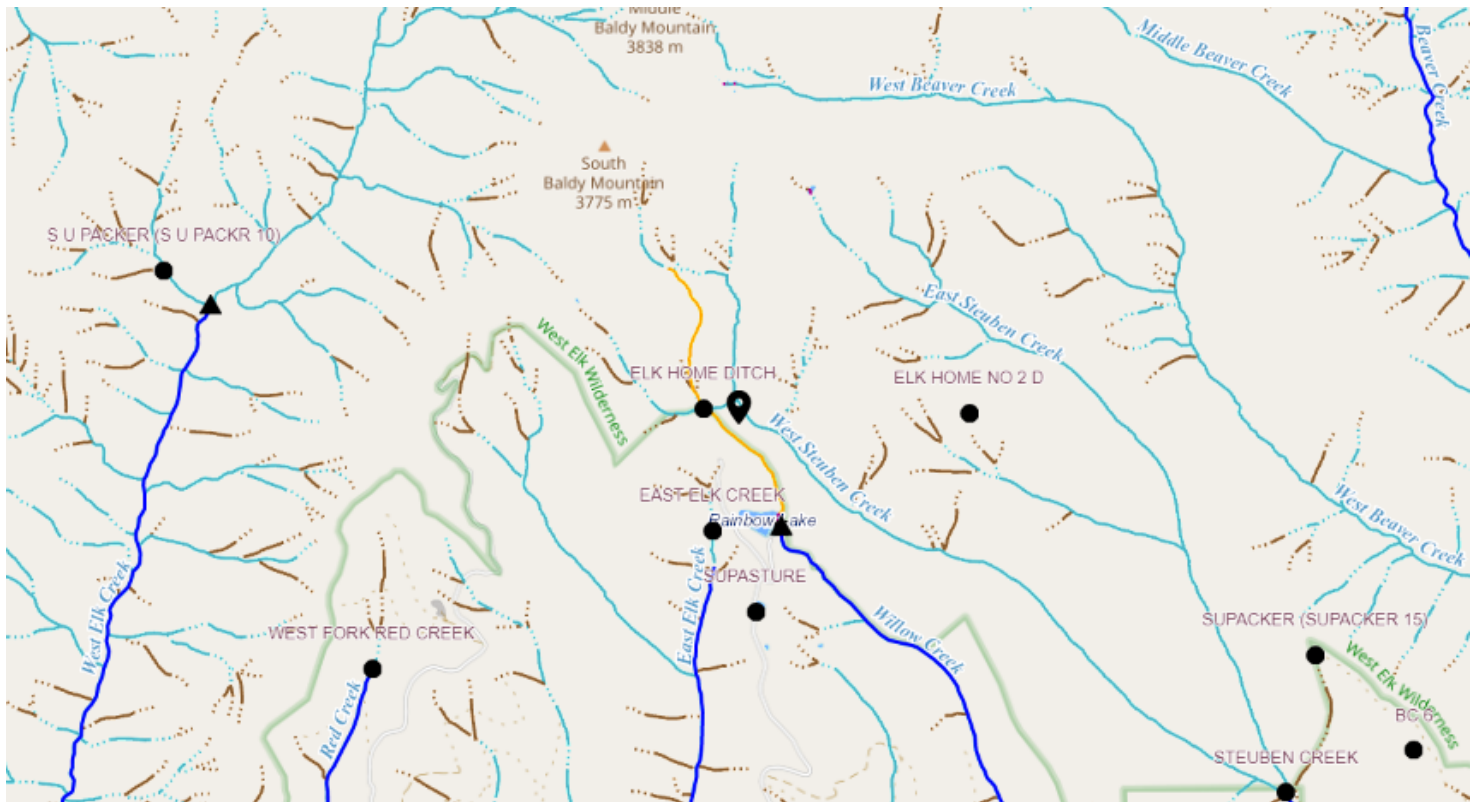 Middle
Baldy Mountain
3838 m
Middle Beaver Creek
Beaver Creek
West Beaver Creek
South
Baldy Mountain
3775 m
S U PACKER (S U PACKR 10)
East Steuben Creek
West Elk Wilderness
ELK HOME DITCH
ELK HOME NO 2 D
West Steuben Creek
EAST ELK CREEK
Rainbow Lake
West Beaver Creek
SUPASTURE
West Elk Creek
East Elk Creek
Willow Creek
WEST FORK RED CREEK
SUPACKER (SUPACKER 15)
West Elk Wilderness
Red Creek
BC 6
STEUBEN CREEK